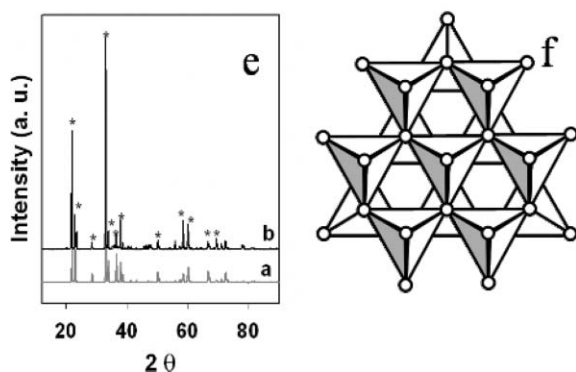 Intensity (a. u.)
e
* * * * * * * * * * * *
b
a
20 40 60 80
2 θ
f